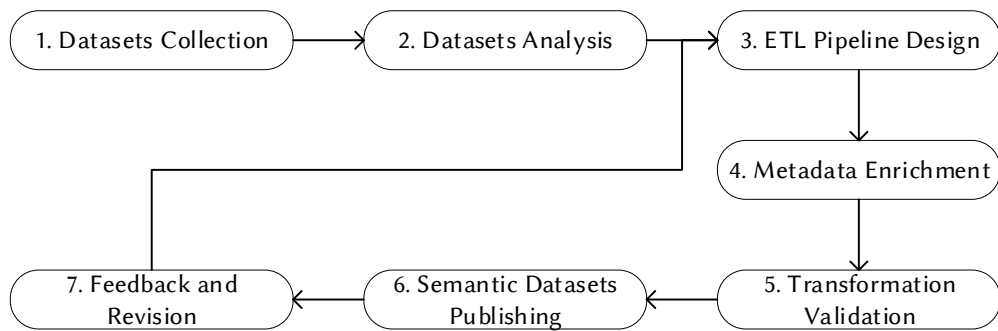 1. Datasets Collection
2. Datasets Analysis
3. ETL Pipeline Design
4. Metadata Enrichment
5. Transformation
Validation
6. Semantic Datasets
Publishing
7. Feedback and
Revision